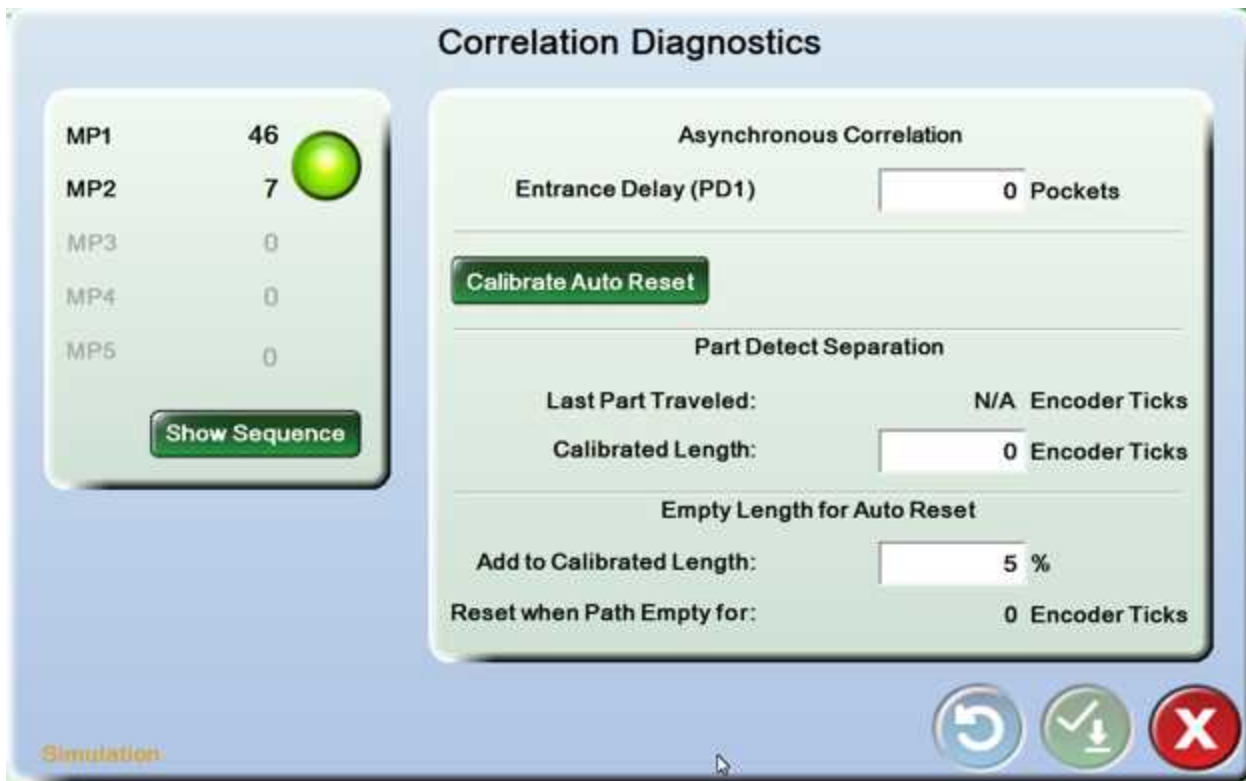 Correlation Diagnostics
MP1 46
MP2 7
MP3 0
MP4 0
MP5 0
Show Sequence
Asynchronous Correlation
Entrance Delay (PD1) 0 Pockets
Calibrate Auto Reset
Part Detect Separation
Last Part Traveled: N/A Encoder Ticks
Calibrated Length: 0 Encoder Ticks
Empty Length for Auto Reset
Add to Calibrated Length: 5 %
Reset when Path Empty for: 0 Encoder Ticks
Simulation